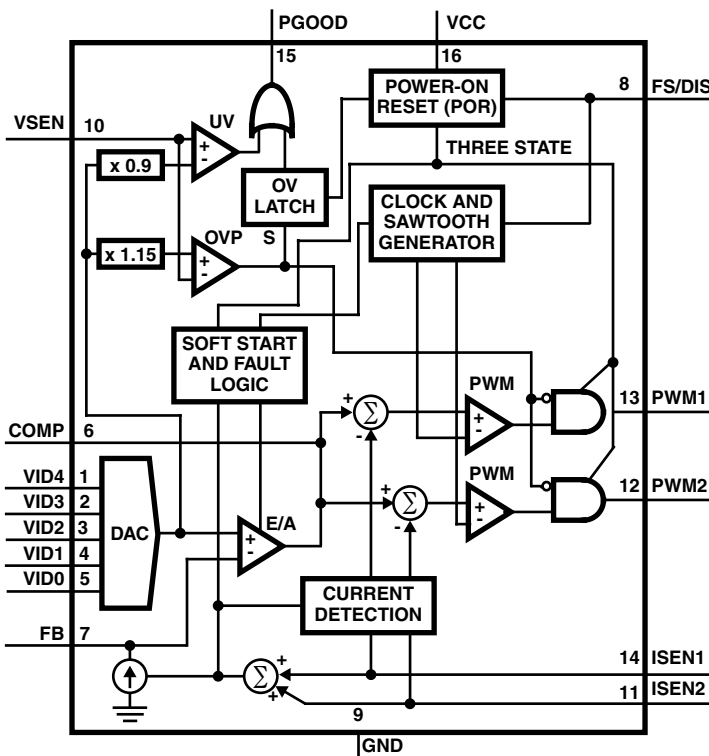 PGOOD
VCC
15
16
POWER-ON
RESET (POR)
8 FS/DIS
VSEN 10
UV
+
-
x 0.9
THREE STATE
OV
LATCH
CLOCK AND
SAWTOOTH
GENERATOR
S
OVP
x 1.15
+
-
SOFT START
AND FAULT
LOGIC
PWM
+
Σ
-
+
-
13 PWM1
COMP 6
PWM
VID4 1
VID3 2
VID2 3
VID1 4
VID0 5
DAC
E/A
+
-
+
Σ
-
+
-
12 PWM2
CURRENT
DETECTION
FB 7
Σ
+
+
14 ISEN1
11 ISEN2
9
GND